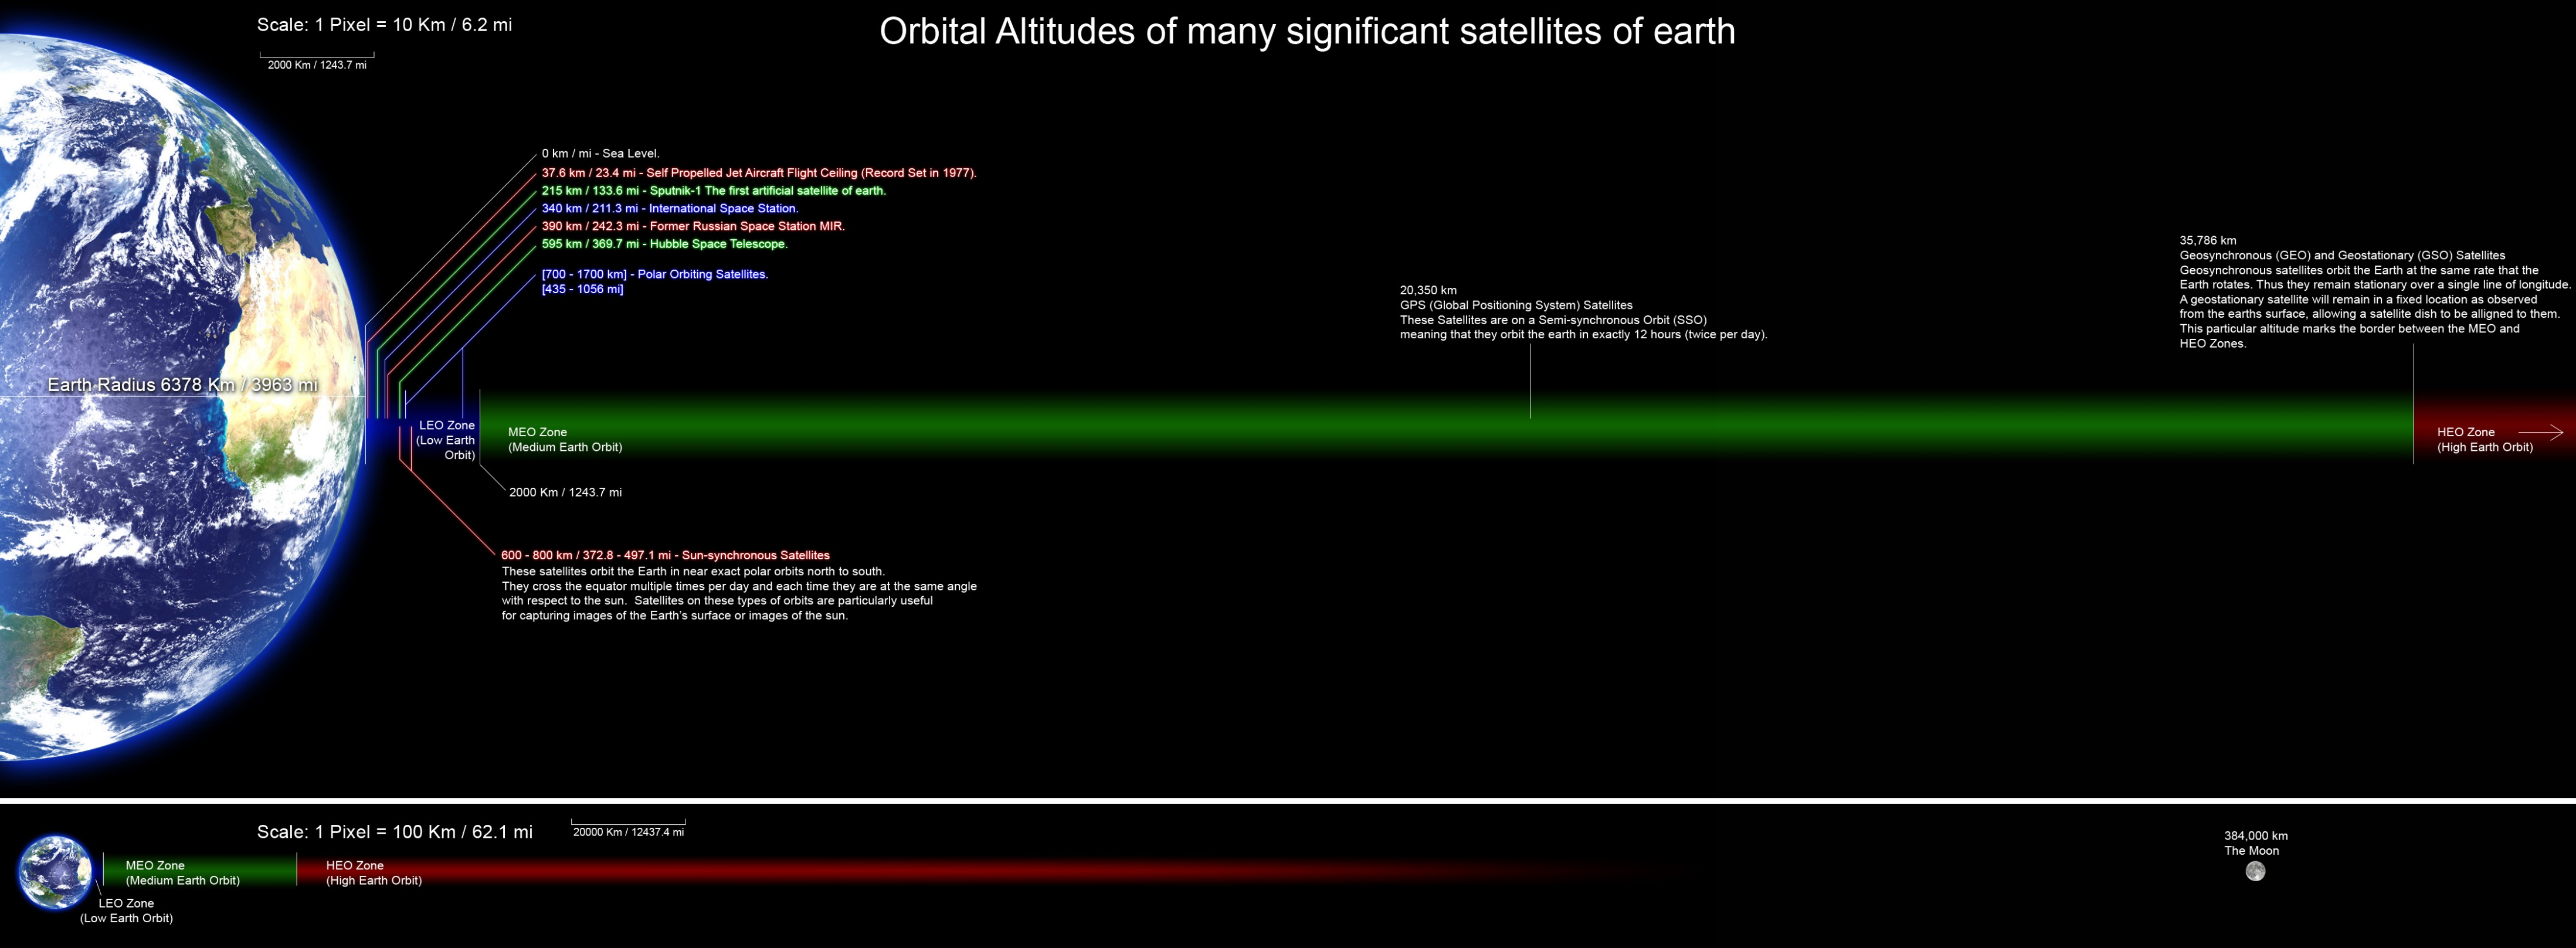 Orbital Altitudes of many significant satellites of earth
Scale: 1 Pixel = 10 Km / 6.2 mi
2000 Km / 1243.7 mi
0 km / mi - Sea Level.
37.6 km / 23.4 mi - Self Propelled Jet Aircraft Flight Ceiling (Record Set in 1977).
215 km / 133.6 mi - Sputnik-1 The first artificial satellite of earth.
340 km / 211.3 mi - International Space Station.
390 km / 242.3 mi - Former Russian Space Station MIR.
595 km / 369.7 mi - Hubble Space Telescope.
[700 - 1700 km] - Polar Orbiting Satellites.
[435 - 1056 mi]
20,350 km
GPS (Global Positioning System) Satellites
These Satellites are on a Semi-synchronous Orbit (SSO)
meaning that they orbit the earth in exactly 12 hours (twice per day).
35,786 km
Geosynchronous (GEO) and Geostationary (GSO) Satellites
Geosynchronous satellites orbit the Earth at the same rate that the
Earth rotates. Thus they remain stationary over a single line of longitude.
A geostationary satellite will remain in a fixed location as observed
from the earths surface, allowing a satellite dish to be alligned to them.
This particular altitude marks the border between the MEO and
HEO Zones.
Earth Radius 6378 Km / 3963 mi
LEO Zone
(Low Earth
Orbit)
MEO Zone
(Medium Earth Orbit)
HEO Zone
(High Earth Orbit)
2000 Km / 1243.7 mi
600 - 800 km / 372.8 - 497.1 mi - Sun-synchronous Satellites
These satellites orbit the Earth in near exact polar orbits north to south.
They cross the equator multiple times per day and each time they are at the same angle
with respect to the sun.  Satellites on these types of orbits are particularly useful
for capturing images of the Earth's surface or images of the sun.
Scale: 1 Pixel = 100 Km / 62.1 mi
20000 Km / 12437.4 mi
MEO Zone
(Medium Earth Orbit)
HEO Zone
(High Earth Orbit)
LEO Zone
(Low Earth Orbit)
384,000 km
The Moon